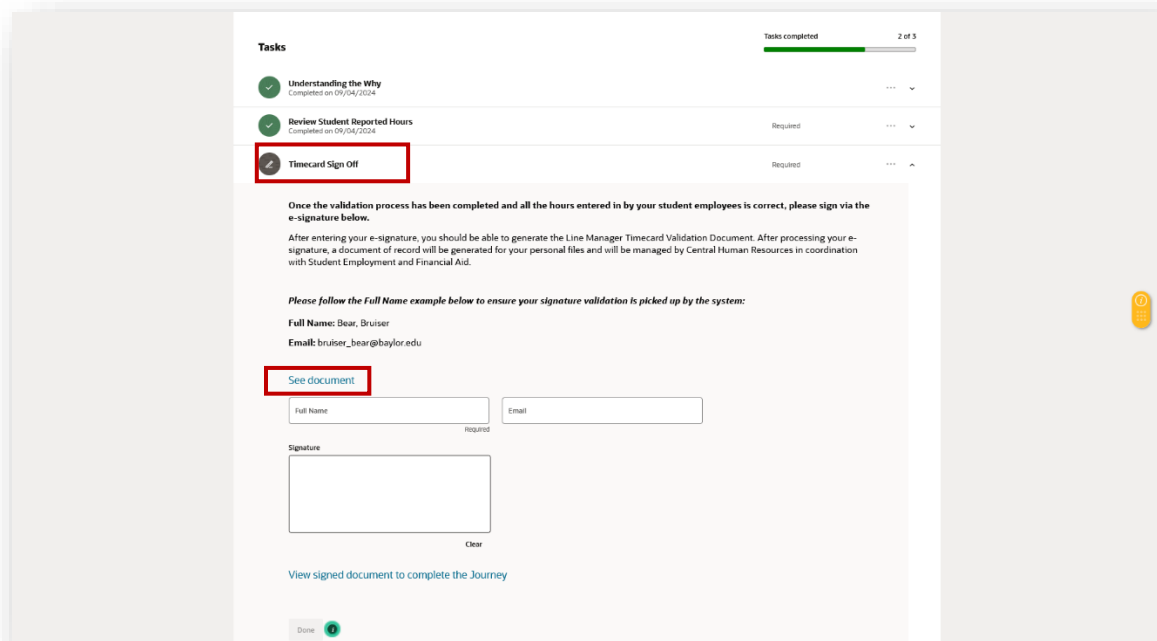 Tasks
Tasks completed 2 of 3
Understanding the Why
Completed on 09/04/2024
Review Student Reported Hours
Completed on 09/04/2024
Required
Timecard Sign Off
Required
Once the validation process has been completed and all the hours entered in by your student employees is correct, please sign via the
e-signature below.
After entering your e-signature, you should be able to generate the Line Manager Timecard Validation Document. After processing your e-
signature, a document of record will be generated for your personal files and will be managed by Central Human Resources in coordination
with Student Employment and Financial Aid.
Please follow the Full Name example below to ensure your signature validation is picked up by the system:
Full Name: Bear, Bruiser
Email: bruiser_bear@baylor.edu
See document
Full Name
Email
Required
Signature
Clear
View signed document to complete the Journey
Done